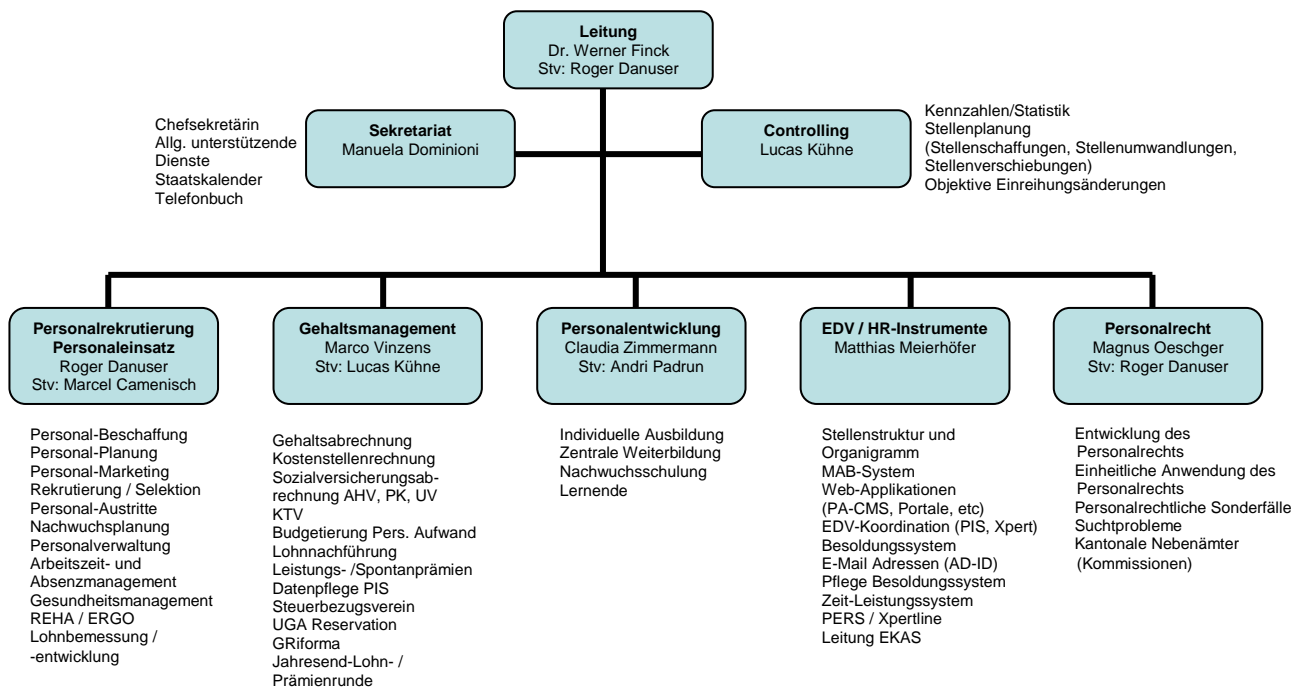 Leitung
Dr. Werner Finck
Stv: Roger Danuser
Chefsekretärin
Allg. unterstützende
Dienste
Staatskalender
Telefonbuch
Sekretariat
Manuela Dominioni
Controlling
Lucas Kühne
Kennzahlen/Statistik
Stellenplanung
(Stellenschaffungen, Stellenumwandlungen,
Stellenverschiebungen)
Objektive Einreihungsänderungen
Personalrekrutierung
Personaleinsatz
Roger Danuser
Stv: Marcel Camenisch
Personal-Beschaffung
Personal-Planung
Personal-Marketing
Rekrutierung / Selektion
Personal-Austritte
Nachwuchsplanung
Personalverwaltung
Arbeitszeit- und
Absenzmanagement
Gesundheitsmanagement
REHA / ERGO
Lohnbemessung /
-entwicklung
Gehaltsmanagement
Marco Vinzens
Stv: Lucas Kühne
Gehaltsabrechnung
Kostenstellenrechnung
Sozialversicherungsab-
rechnung AHV, PK, UV
KTV
Budgetierung Pers. Aufwand
Lohnnachführung
Leistungs- /Spontanprämien
Datenpflege PIS
Steuerbezugsverein
UGA Reservation
GRiforma
Jahresend-Lohn- /
Prämienrunde
Personalentwicklung
Claudia Zimmermann
Stv: Andri Padrun
Individuelle Ausbildung
Zentrale Weiterbildung
Nachwuchsschulung
Lernende
EDV / HR-Instrumente
Matthias Meierhöfer
Stellenstruktur und
Organigramm
MAB-System
Web-Applikationen
(PA-CMS, Portale, etc)
EDV-Koordination (PIS, Xpert)
Besoldungssystem
E-Mail Adressen (AD-ID)
Pflege Besoldungssystem
Zeit-Leistungssystem
PERS / Xpertline
Leitung EKAS
Personalrecht
Magnus Oeschger
Stv: Roger Danuser
Entwicklung des
Personalrechts
Einheitliche Anwendung des
Personalrechts
Personalrechtliche Sonderfälle
Suchtprobleme
Kantonale Nebenämter
(Kommissionen)